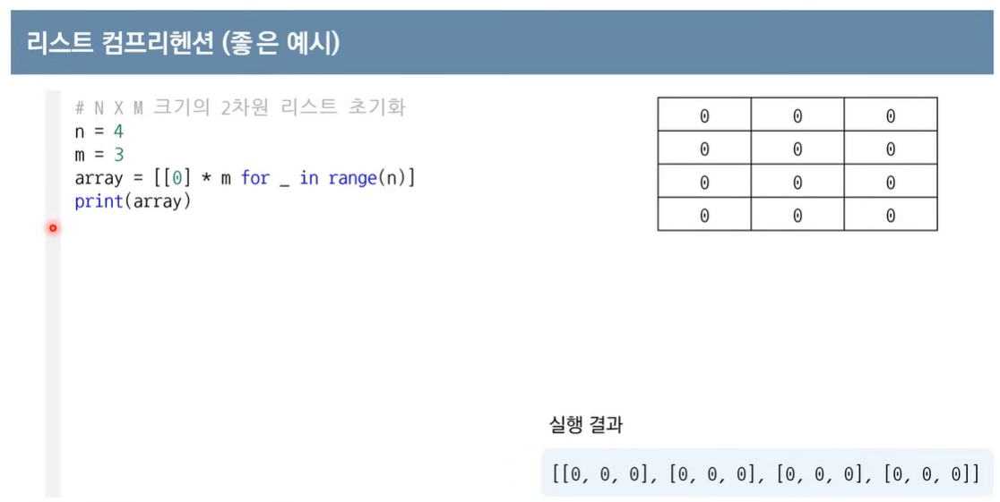 리스트 컴프리헨션 (좋은 예시)
# N X M 크기의 2차원 리스트 초기화
n = 4
m = 3
array = [[0] * m for _ in range(n)]
print(array)
0 0 0
0 0 0
0 0 0
0 0 0
실행 결과
[[0, 0, 0], [0, 0, 0], [0, 0, 0], [0, 0, 0]]